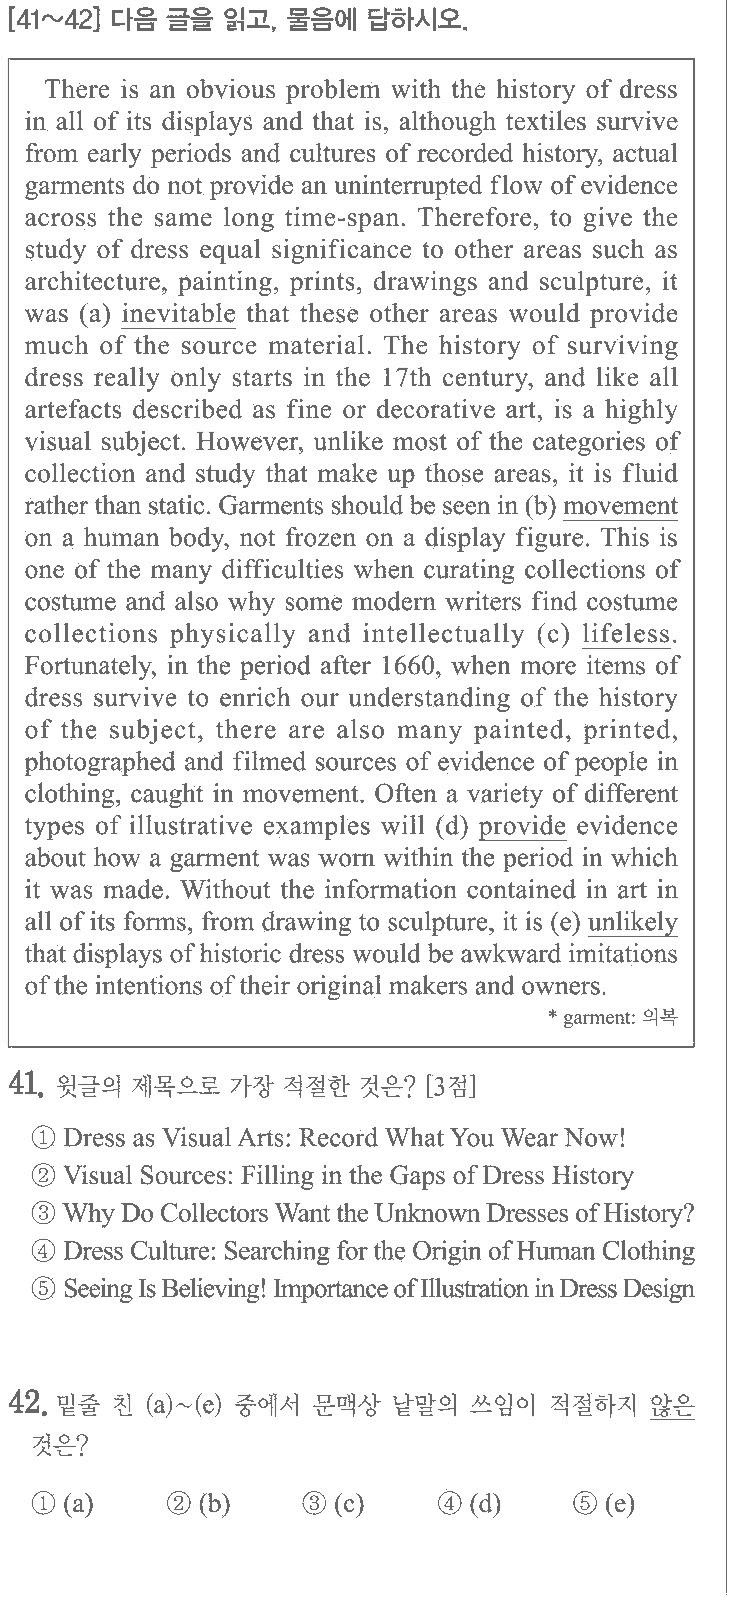 [41~42] 다음 글을 읽고, 물음에 답하시오.
There is an obvious problem with the history of dress
in all of its displays and that is, although textiles survive
from early periods and cultures of recorded history, actual
garments do not provide an uninterrupted flow of evidence
across the same long time-span. Therefore, to give the
study of dress equal significance to other areas such as
architecture, painting, prints, drawings and sculpture, it
was (a) inevitable that these other areas would provide
much of the source material. The history of surviving
dress really only starts in the 17th century, and like all
artefacts described as fine or decorative art, is a highly
visual subject. However, unlike most of the categories of
collection and study that make up those areas, it is fluid
rather than static. Garments should be seen in (b) movement
on a human body, not frozen on a display figure. This is
one of the many difficulties when curating collections of
costume and also why some modern writers find costume
collections physically and intellectually (c) lifeless.
Fortunately, in the period after 1660, when more items of
dress survive to enrich our understanding of the history
of the subject, there are also many painted, printed,
photographed and filmed sources of evidence of people in
clothing, caught in movement. Often a variety of different
types of illustrative examples will (d) provide evidence
about how a garment was worn within the period in which
it was made. Without the information contained in art in
all of its forms, from drawing to sculpture, it is (e) unlikely
that displays of historic dress would be awkward imitations
of the intentions of their original makers and owners.
* garment: 의복
41. 윗글의 제목으로 가장 적절한 것은? [3점]
① Dress as Visual Arts: Record What You Wear Now!
② Visual Sources: Filling in the Gaps of Dress History
③ Why Do Collectors Want the Unknown Dresses of History?
④ Dress Culture: Searching for the Origin of Human Clothing
⑤ Seeing Is Believing! Importance of Illustration in Dress Design
42. 밑줄 친 (a)~(e) 중에서 문맥상 낱말의 쓰임이 적절하지 않은
것은?
① (a) ② (b) ③ (c) ④ (d) ⑤ (e)